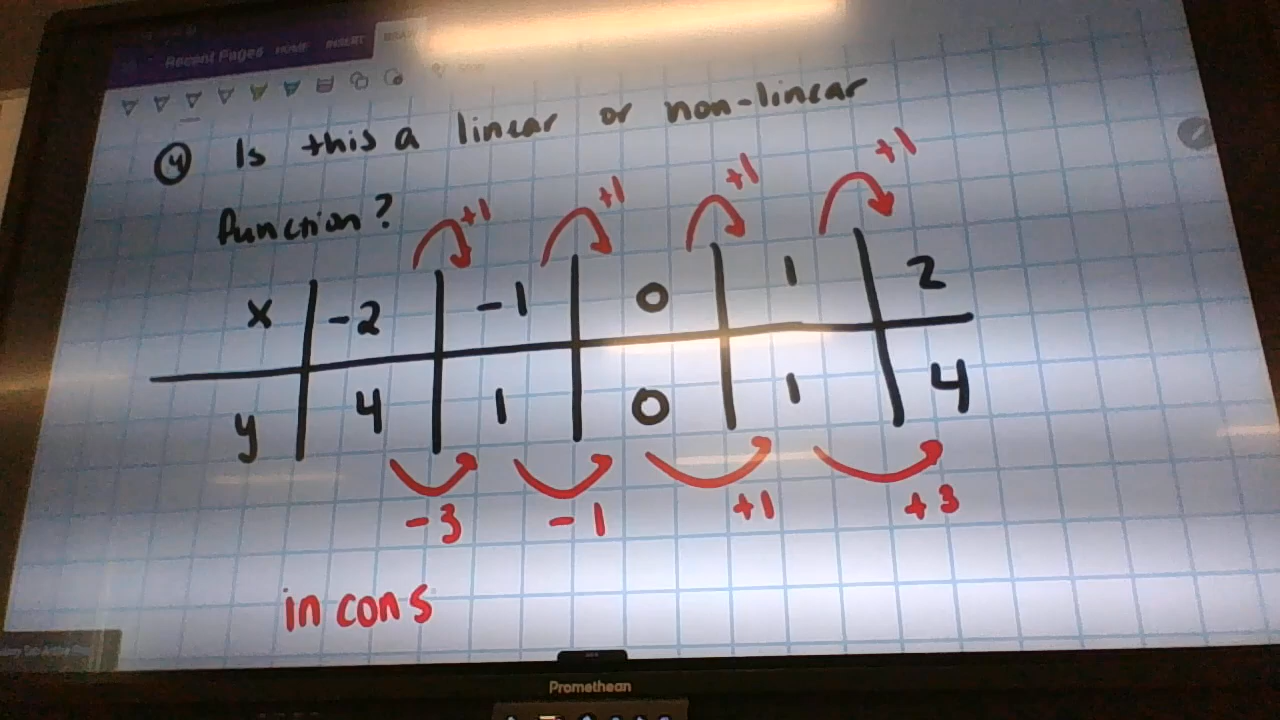 Recent Pages HOME INSERT DRAW
④ Is this a linear or non-linear
function?
+1 +1 +1 +1
x -2 -1 0 1 2
y 4 1 0 1 4
-3 -1 +1 +3
incons
Promethean